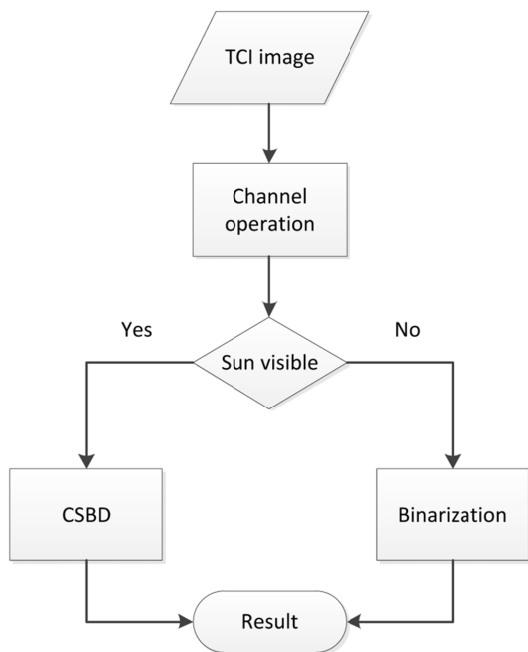 TCI image
Channel
operation
Yes
No
Sun visible
CSBD
Binarization
Result